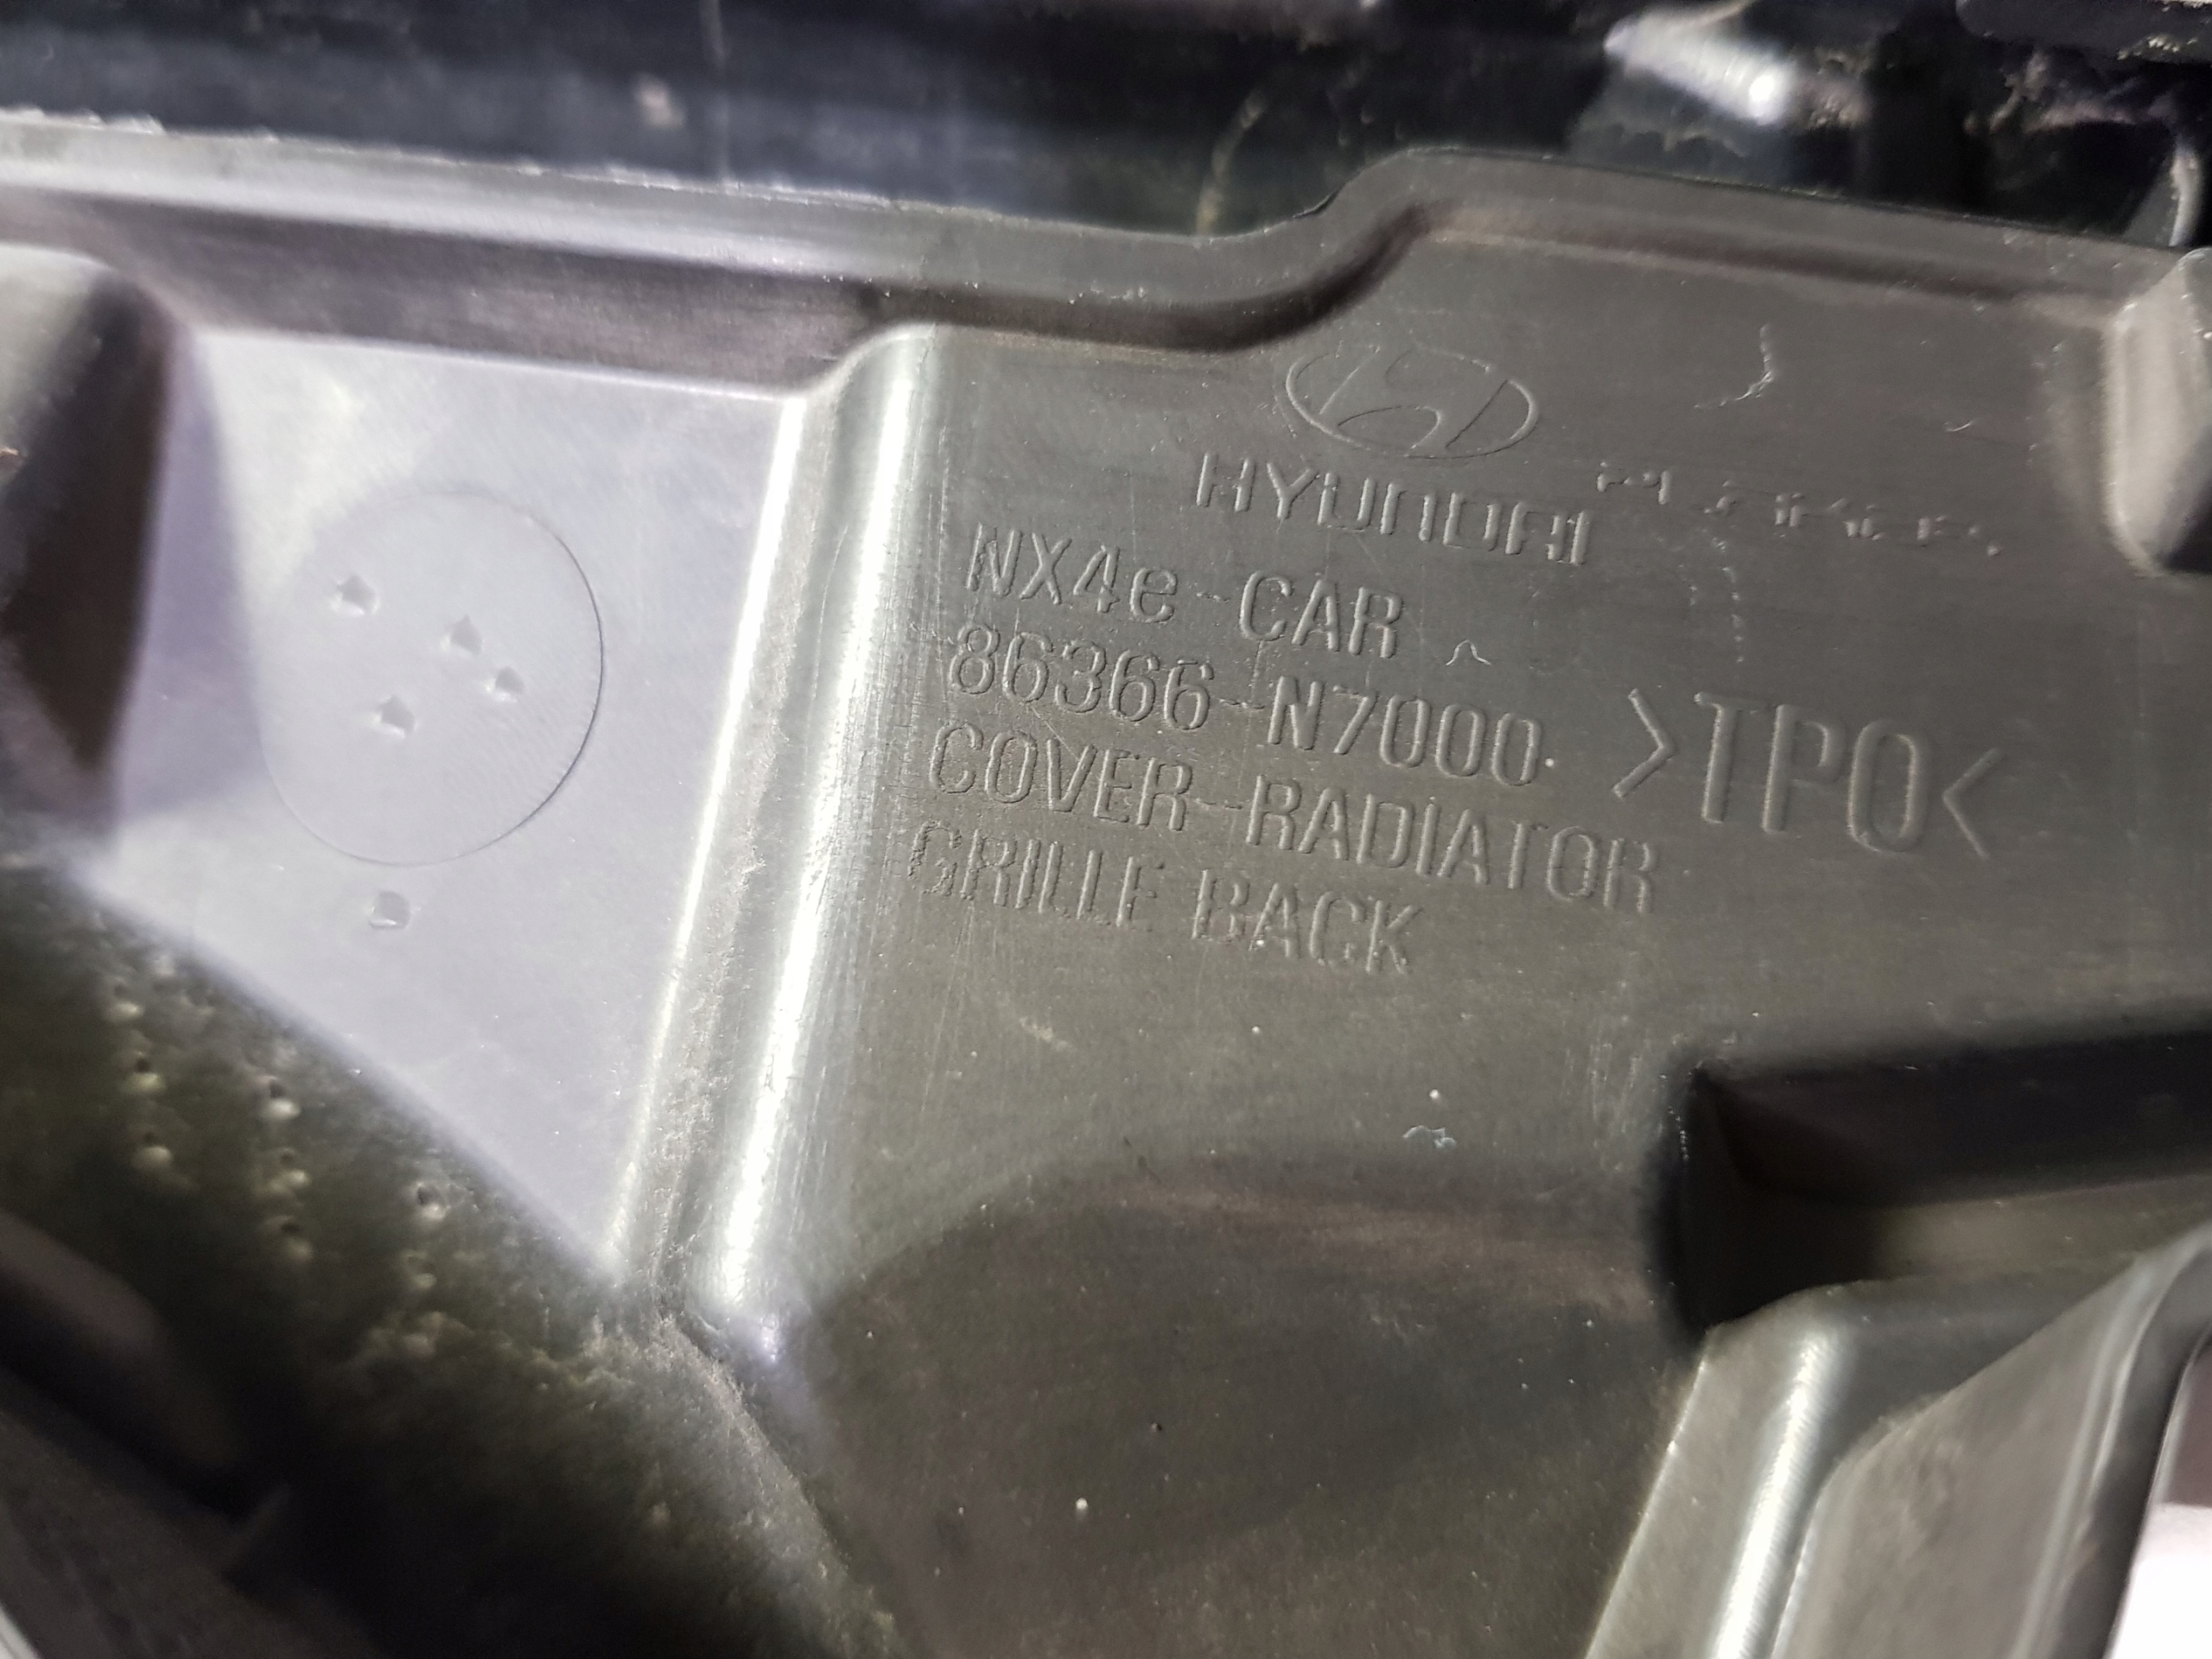 HYUNDAI
NX4e-CAR
86366-N7000
COVER-RADIATOR
GRILLE BACK
>TPO<